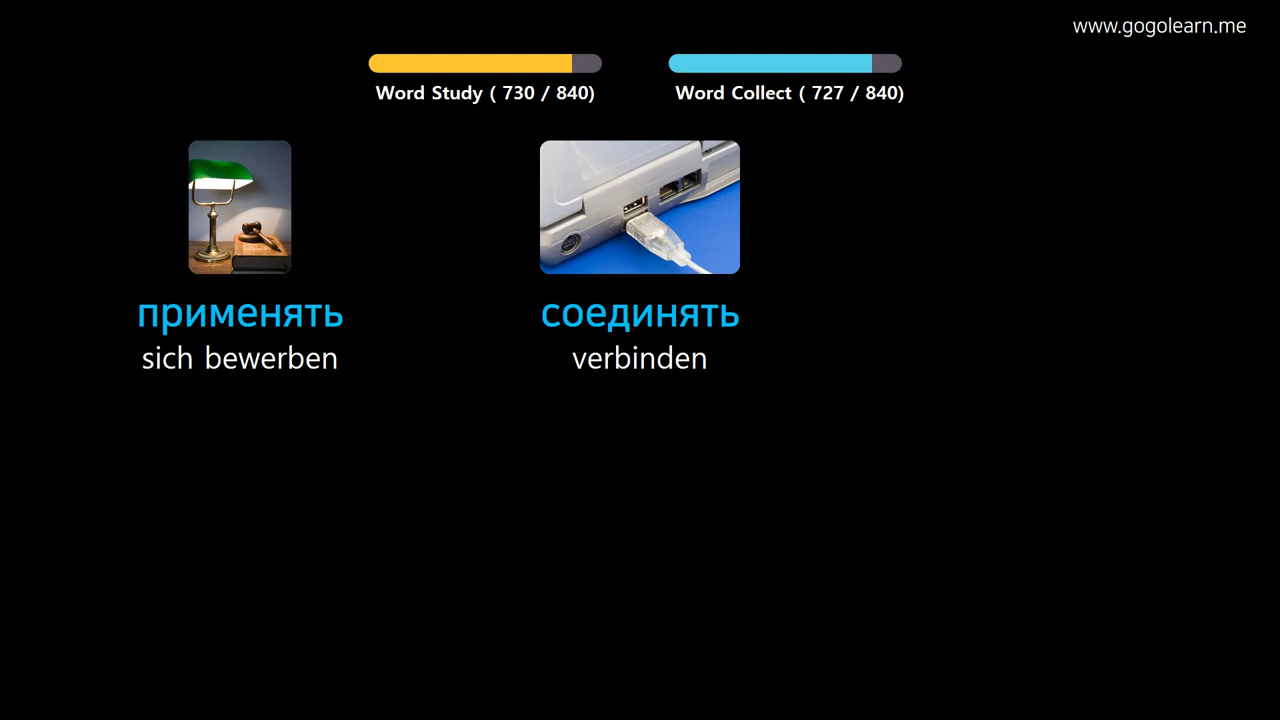 www.gogolearn.me
Word Study ( 730 / 840)
Word Collect ( 727 / 840)
применять
соединять
sich bewerben
verbinden